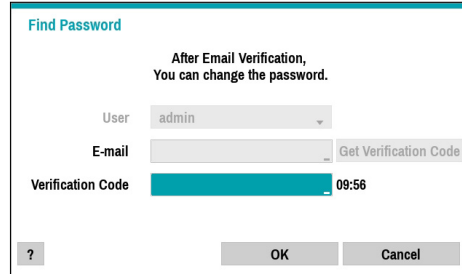 Find Password
After Email Verification,
You can change the password.
User admin
E-mail Get Verification Code
Verification Code 09:56
? OK Cancel